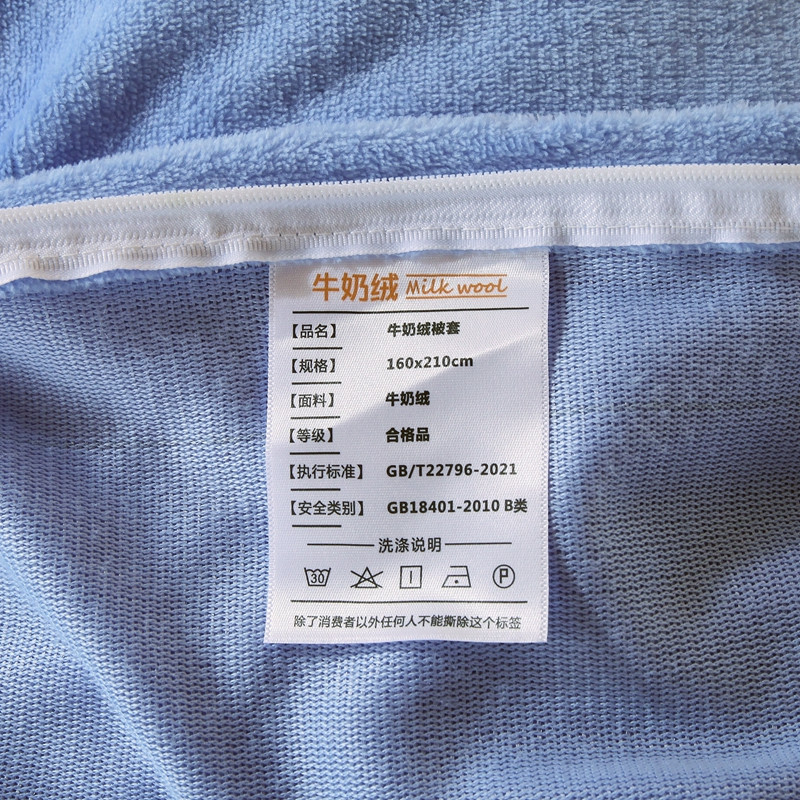 牛奶绒 Milk wool
【品名】 牛奶绒被套
【规格】 160x210cm
【面料】 牛奶绒
【等级】 合格品
【执行标准】 GB/T22796-2021
【安全类别】 GB18401-2010 B类
洗涤说明
30 P
除了消费者以外任何人不能撕除这个标签